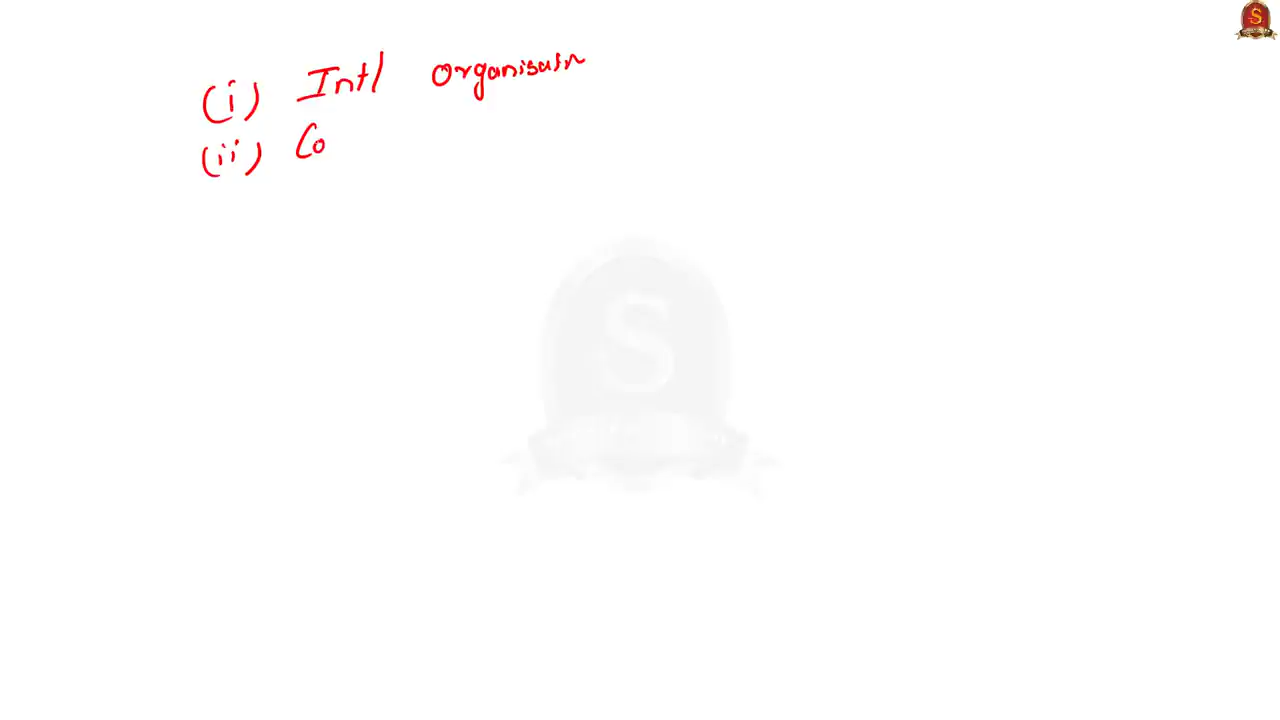 (i) Intl Organisatn
(ii) Co
S
S